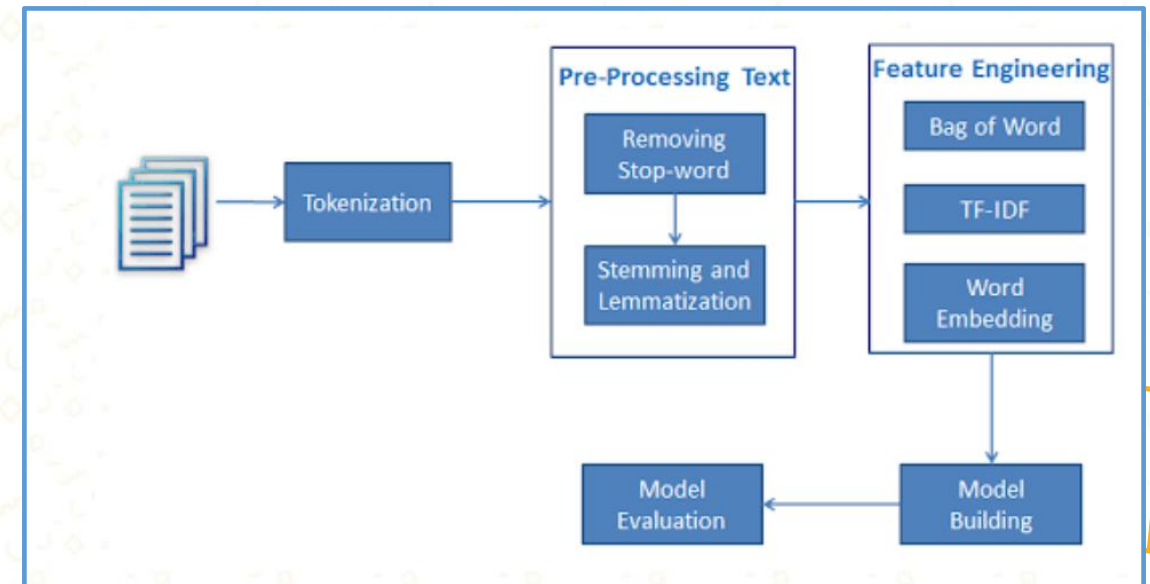 Pre-Processing Text
Feature Engineering
Removing
Stop-word
Bag of Word
Tokenization
TF-IDF
Stemming and
Lemmatization
Word
Embedding
Model
Evaluation
Model
Building